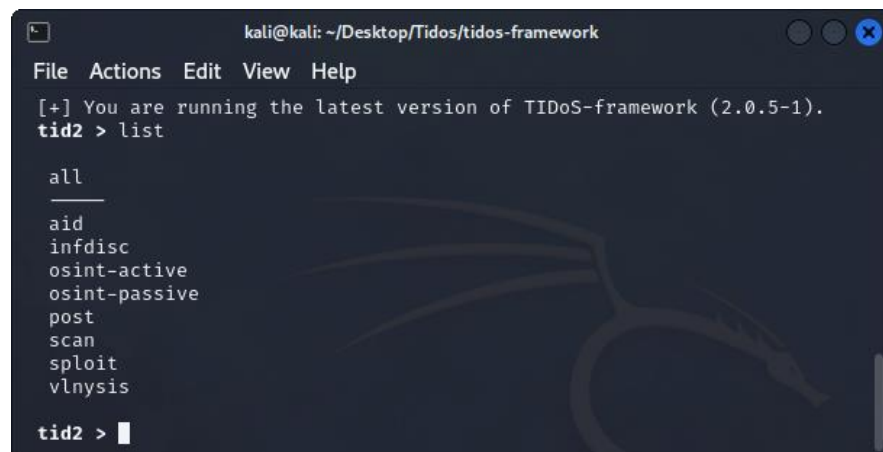 kali@kali: ~/Desktop/Tidos/tidos-framework
File Actions Edit View Help
[+] You are running the latest version of TIDoS-framework (2.0.5-1).
tid2 > list
all
aid
infdisc
osint-active
osint-passive
post
scan
sploit
vlnysis
tid2 >